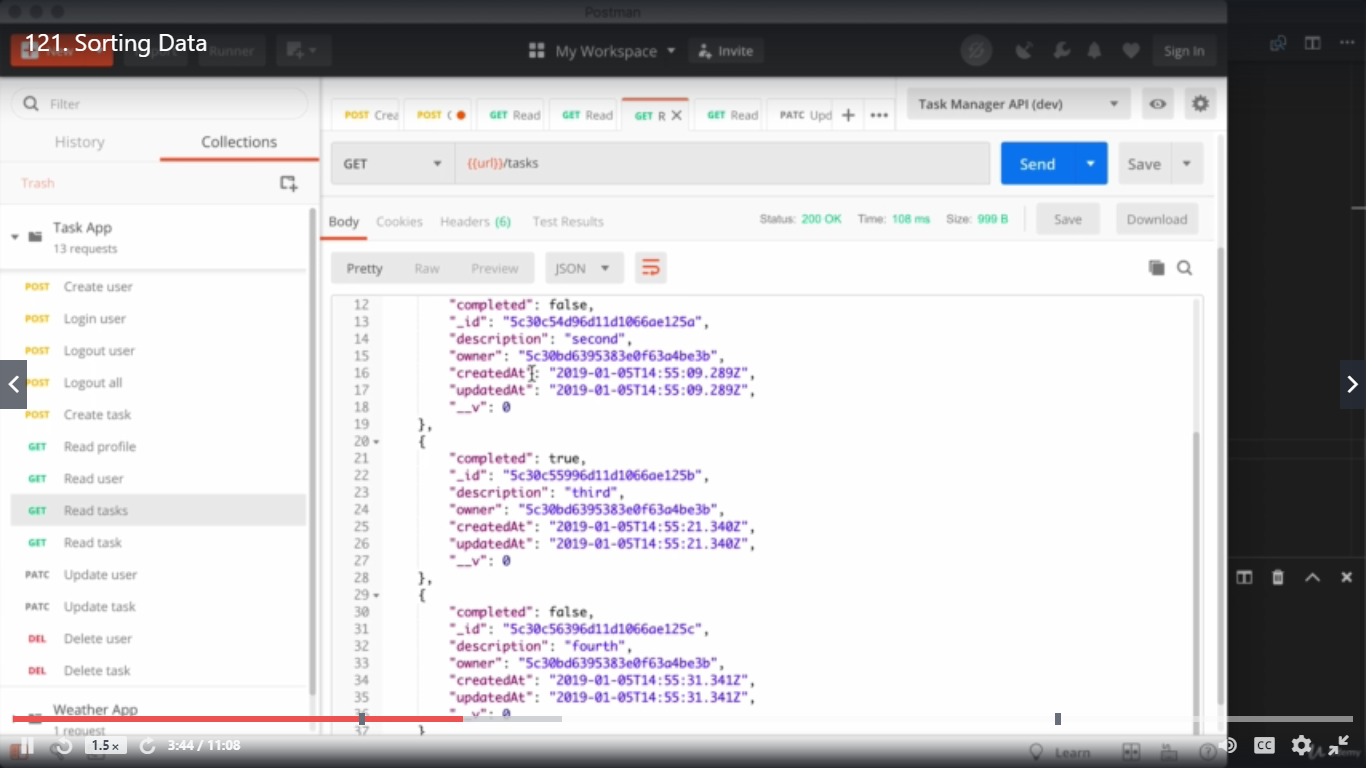 Postman
121. Sorting Data
New
Runner
My Workspace
Invite
Sign In
Filter
History
Collections
Trash
Task App
13 requests
POST Create user
POST Login user
POST Logout user
POST Logout all
POST Create task
GET Read profile
GET Read user
GET Read tasks
GET Read task
PATC Update user
PATC Update task
DEL Delete user
DEL Delete task
Weather App
1 request
POST Crea
POST C
GET Read
GET Read
GET R
GET Read
PATC Upd
Task Manager API (dev)
GET
{{url}}/tasks
Send
Save
Body
Cookies
Headers (6)
Test Results
Status: 200 OK
Time: 108 ms
Size: 999 B
Save
Download
Pretty
Raw
Preview
JSON
12 "completed": false,
13 "_id": "5c30c54d96d11d1066ae125a",
14 "description": "second",
15 "owner": "5c30bd6395383e0f63a4be3b",
16 "createdAt": "2019-01-05T14:55:09.289Z",
17 "updatedAt": "2019-01-05T14:55:09.289Z",
18 "__v": 0
19 },
20 {
21 "completed": true,
22 "_id": "5c30c55996d11d1066ae125b",
23 "description": "third",
24 "owner": "5c30bd6395383e0f63a4be3b",
25 "createdAt": "2019-01-05T14:55:21.340Z",
26 "updatedAt": "2019-01-05T14:55:21.340Z",
27 "__v": 0
28 },
29 {
30 "completed": false,
31 "_id": "5c30c56396d11d1066ae125c",
32 "description": "fourth",
33 "owner": "5c30bd6395383e0f63a4be3b",
34 "createdAt": "2019-01-05T14:55:31.341Z",
35 "updatedAt": "2019-01-05T14:55:31.341Z",
36 "__v": 0
37 }
1.5×
3:44 / 11:08
Learn
CC